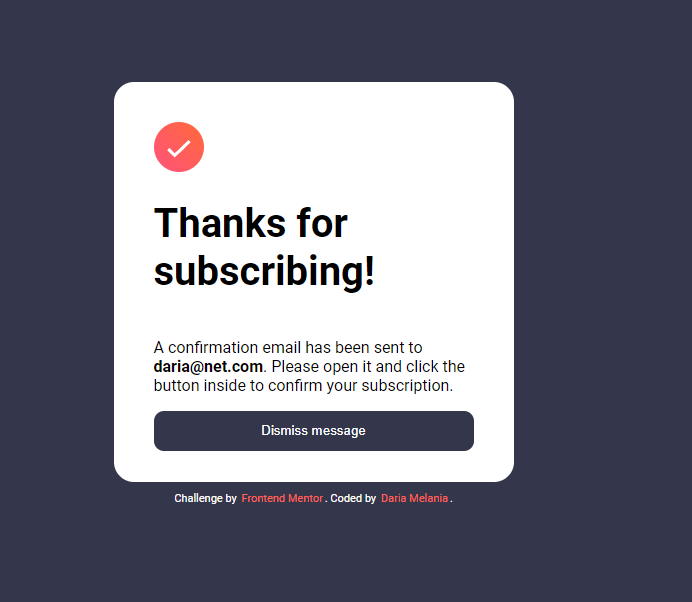 Thanks for
subscribing!
A confirmation email has been sent to
daria@net.com. Please open it and click the
button inside to confirm your subscription.
Dismiss message
Challenge by Frontend Mentor. Coded by Daria Melania.